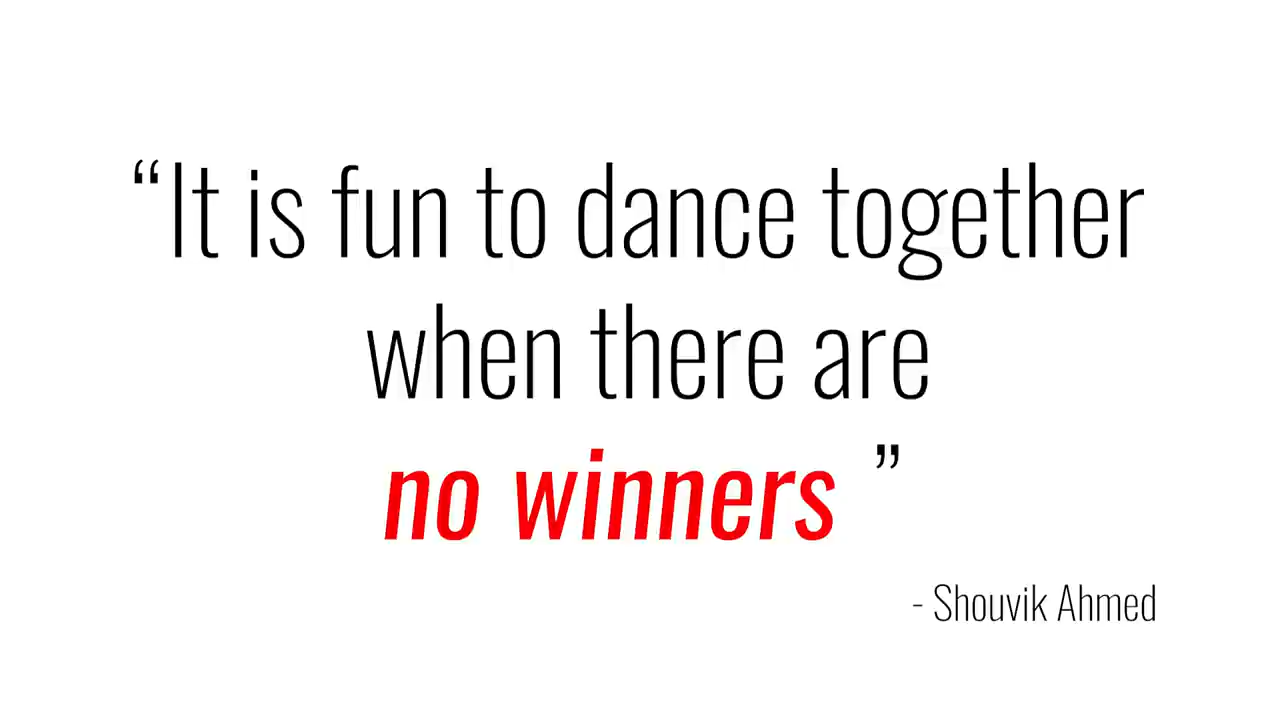 “It is fun to dance together
when there are
no winners ”
- Shouvik Ahmed